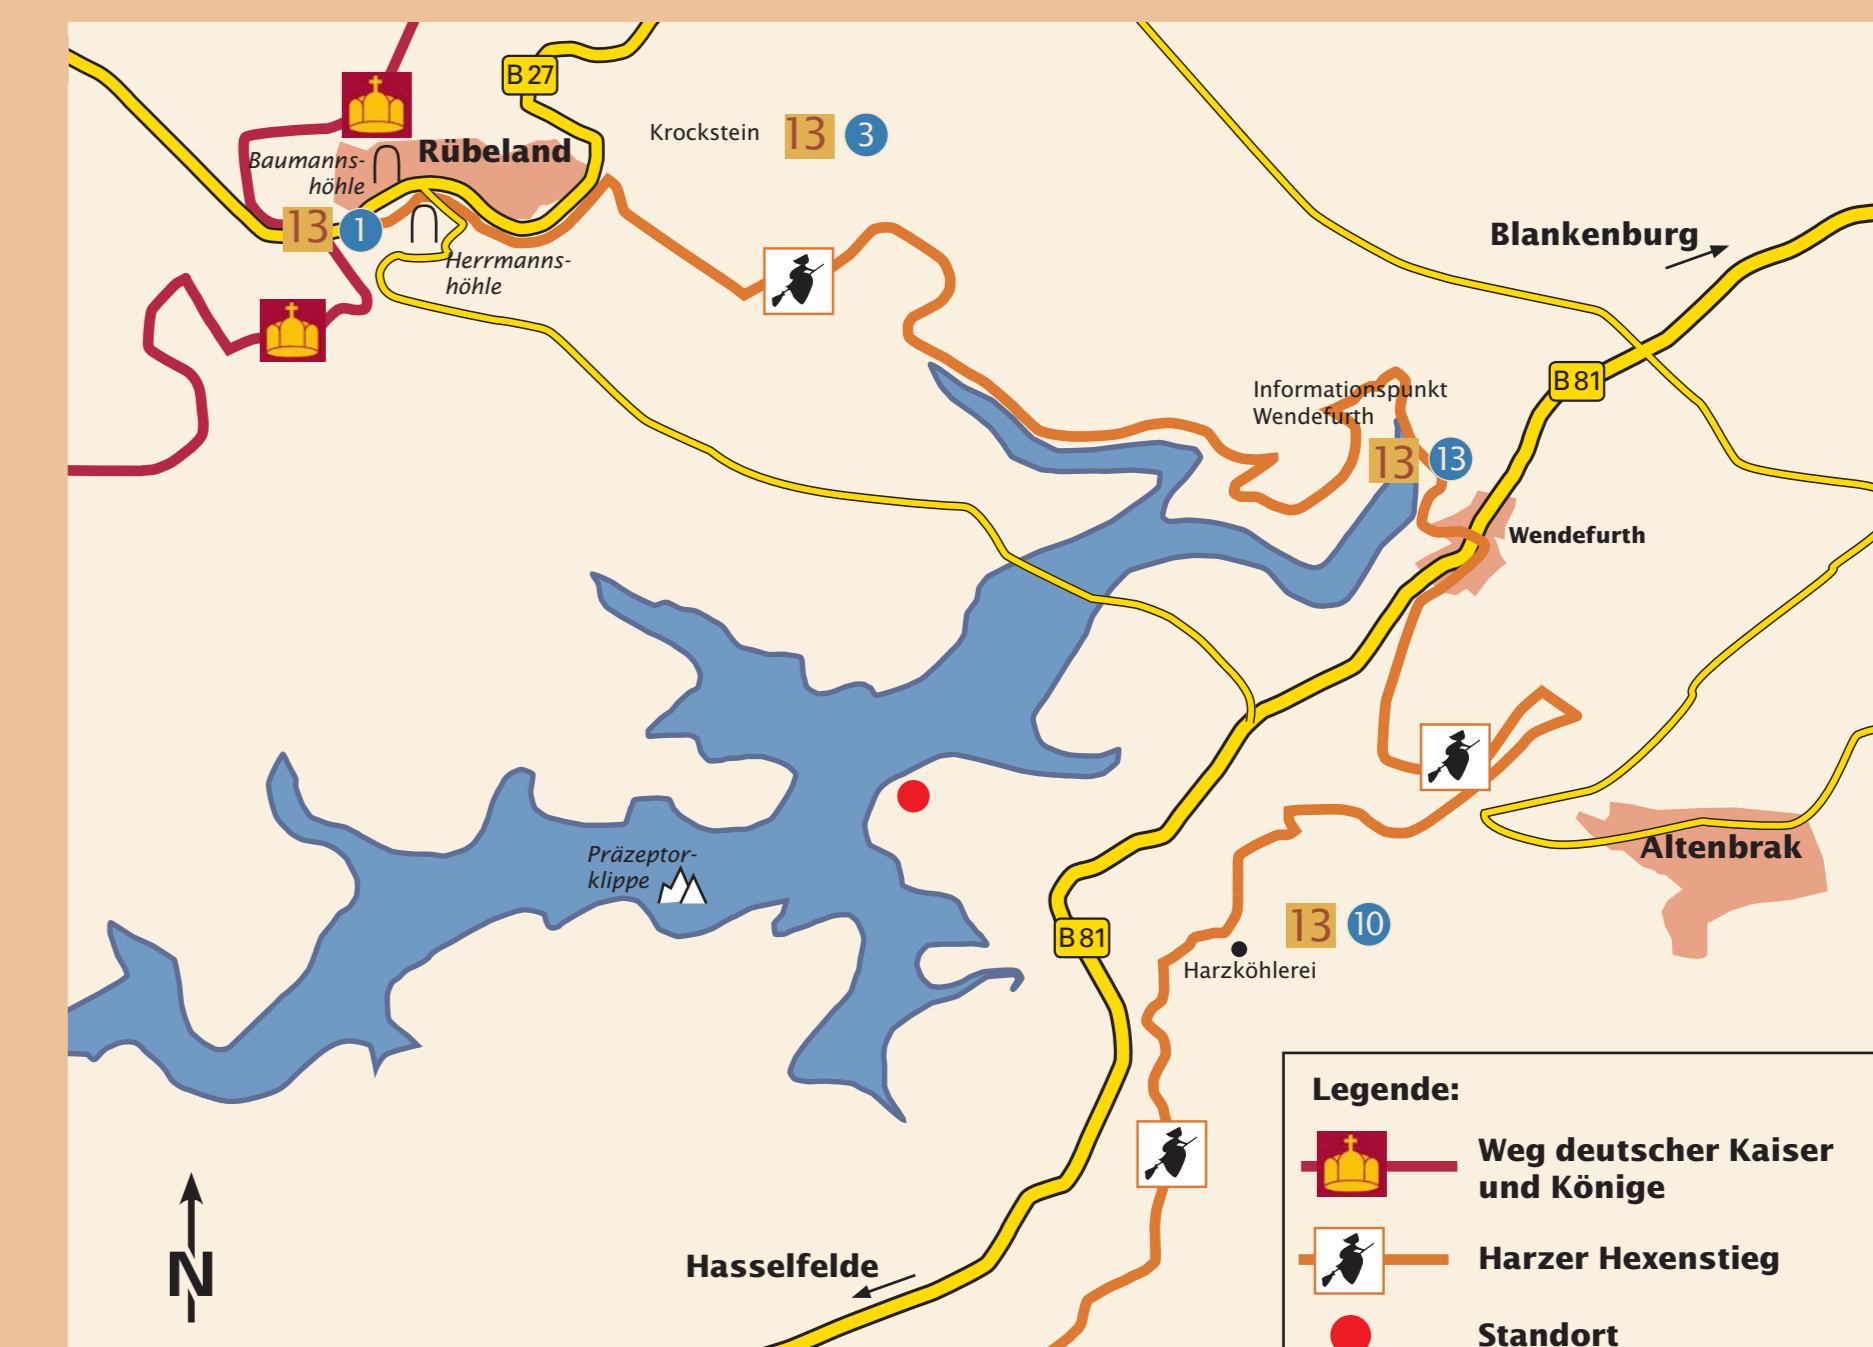 B 27
Krockstein 13 3
Rübeland
Baumanns-
höhle
13 1
Herrmanns-
höhle
Blankenburg
B 81
Informationspunkt
Wendefurth
13 13
Wendefurth
Altenbrak
Präzeptor-
klippe
B 81
13 10
Harzköhlerei
Hasselfelde
N
Legende:
Weg deutscher Kaiser
und Könige
Harzer Hexenstieg
Standort